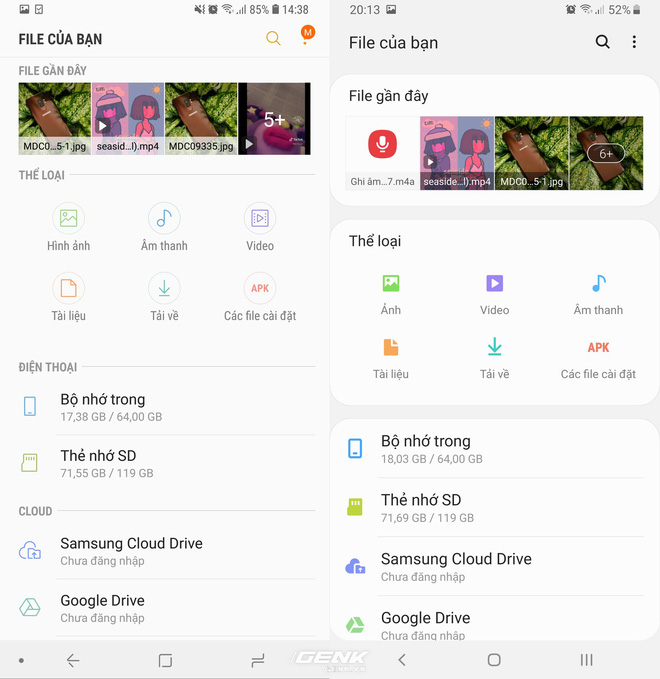 85% 14:38
FILE CỦA BẠN
M
FILE GẦN ĐÂY
MDC0...5-1.jpg
seasid...l).mp4
MDC09335.jpg
5+
THỂ LOẠI
Hình ảnh
Âm thanh
Video
Tài liệu
Tải về
APK
Các file cài đặt
ĐIỆN THOẠI
Bộ nhớ trong
17,38 GB / 64,00 GB
Thẻ nhớ SD
71,55 GB / 119 GB
CLOUD
Samsung Cloud Drive
Chưa đăng nhập
Google Drive
Chưa đăng nhập
20:13
52%
File của bạn
File gần đây
Ghi âm...7.m4a
seaside...l).mp4
MDC0...5-1.jpg
6+
Thể loại
Ảnh
Video
Âm thanh
Tài liệu
Tải về
APK
Các file cài đặt
Bộ nhớ trong
18,03 GB / 64,00 GB
Thẻ nhớ SD
71,69 GB / 119 GB
Samsung Cloud Drive
Chưa đăng nhập
Google Drive
Chưa đăng nhập
GENK